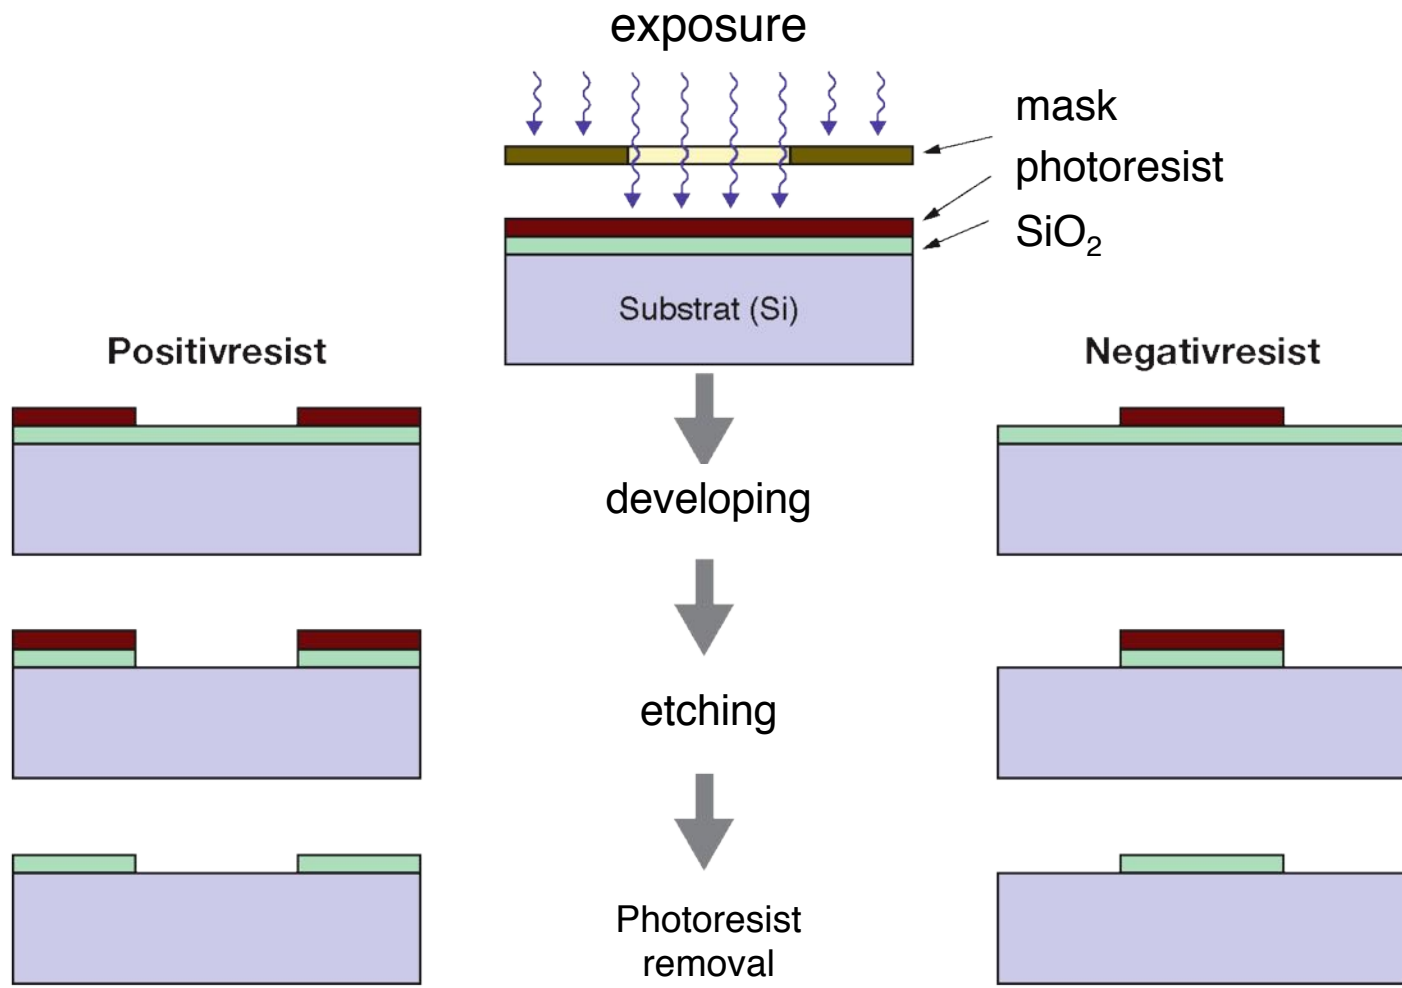 exposure
mask
photoresist
SiO₂
Substrat (Si)
Positivresist
Negativresist
developing
etching
Photoresist
removal